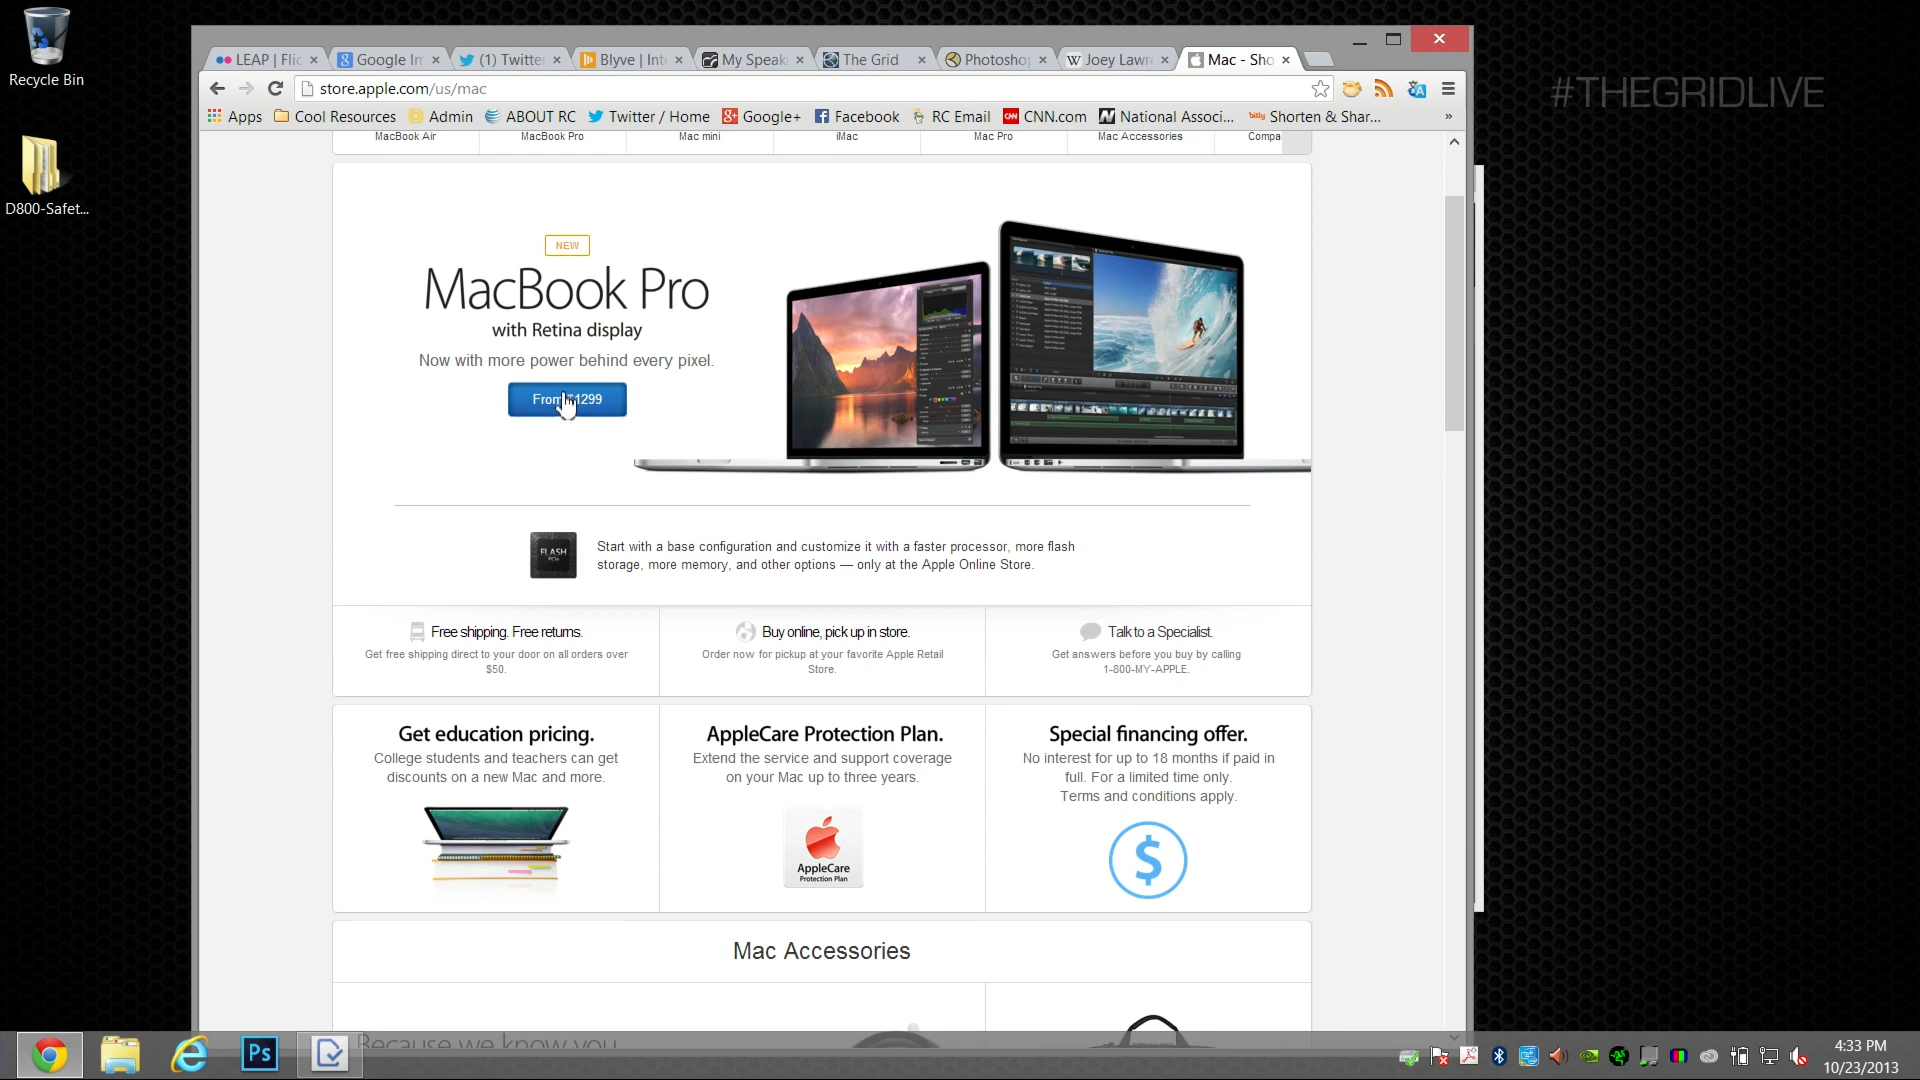 Recycle Bin
D800-Safet...
#THEGRIDLIVE
LEAP | Flic
Google Im
(1) Twitte
Blyve | Inte
My Speak
The Grid
Photoshop
Joey Lawr
Mac - Sho
store.apple.com/us/mac
Apps
Cool Resources
Admin
ABOUT RC
Twitter / Home
Google+
Facebook
RC Email
CNN.com
National Associ...
Shorten & Shar...
»
MacBook Air
MacBook Pro
Mac mini
iMac
Mac Pro
Mac Accessories
Compa
NEW
MacBook Pro
with Retina display
Now with more power behind every pixel.
From $1299
FLASH
PCIe
Start with a base configuration and customize it with a faster processor, more flash
storage, more memory, and other options — only at the Apple Online Store.
Free shipping. Free returns.
Get free shipping direct to your door on all orders over
$50.
Buy online, pick up in store.
Order now for pickup at your favorite Apple Retail
Store.
Talk to a Specialist.
Get answers before you buy by calling
1-800-MY-APPLE.
Get education pricing.
College students and teachers can get
discounts on a new Mac and more.
AppleCare Protection Plan.
Extend the service and support coverage
on your Mac up to three years.
AppleCare
Protection Plan
Special financing offer.
No interest for up to 18 months if paid in
full. For a limited time only.
Terms and conditions apply.
$
Mac Accessories
Because we know you
Ps
4:33 PM
10/23/2013